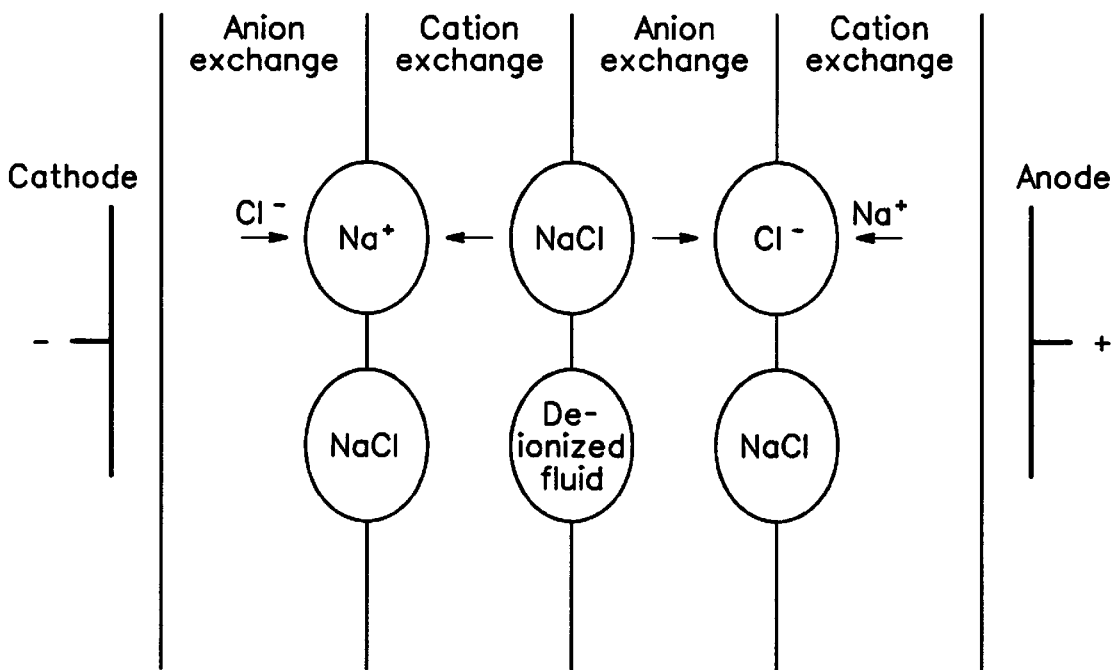 Anion
exchange
Cation
exchange
Anion
exchange
Cation
exchange
Cathode
Anode
Cl⁻
Na⁺
NaCl
Cl⁻
Na⁺
-
+
NaCl
De-
ionized
fluid
NaCl